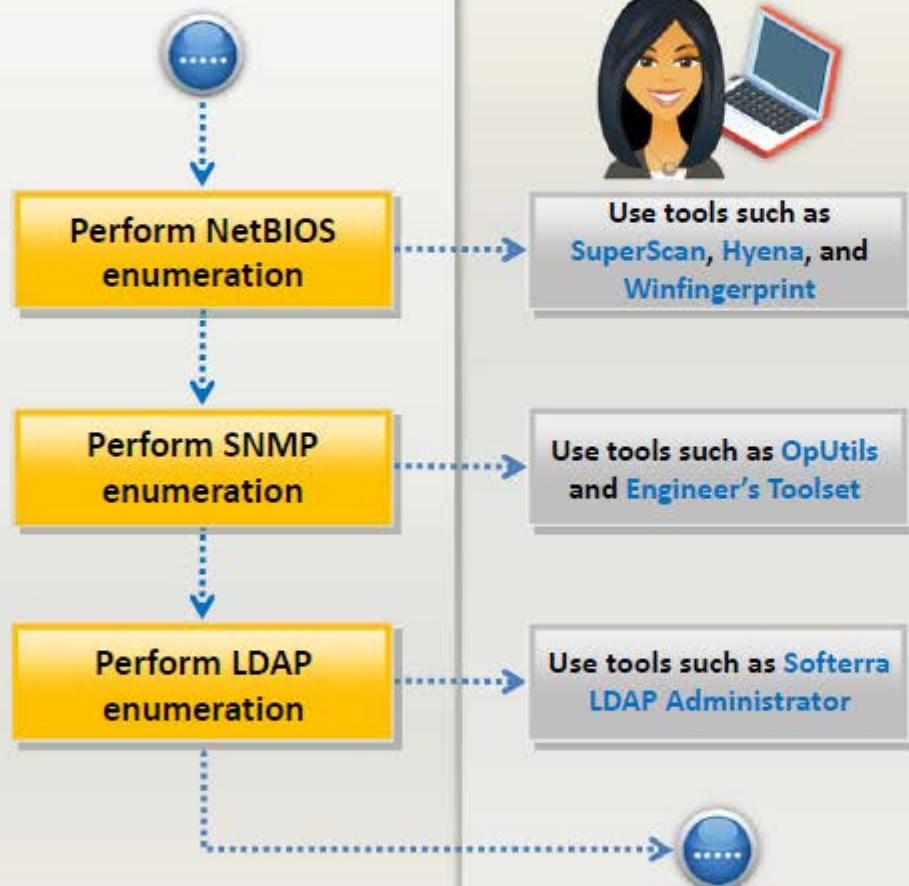 Perform NetBIOS
enumeration
Use tools such as
SuperScan, Hyena, and
Winfingerprint
Perform SNMP
enumeration
Use tools such as OpUtils
and Engineer's Toolset
Perform LDAP
enumeration
Use tools such as Softerra
LDAP Administrator